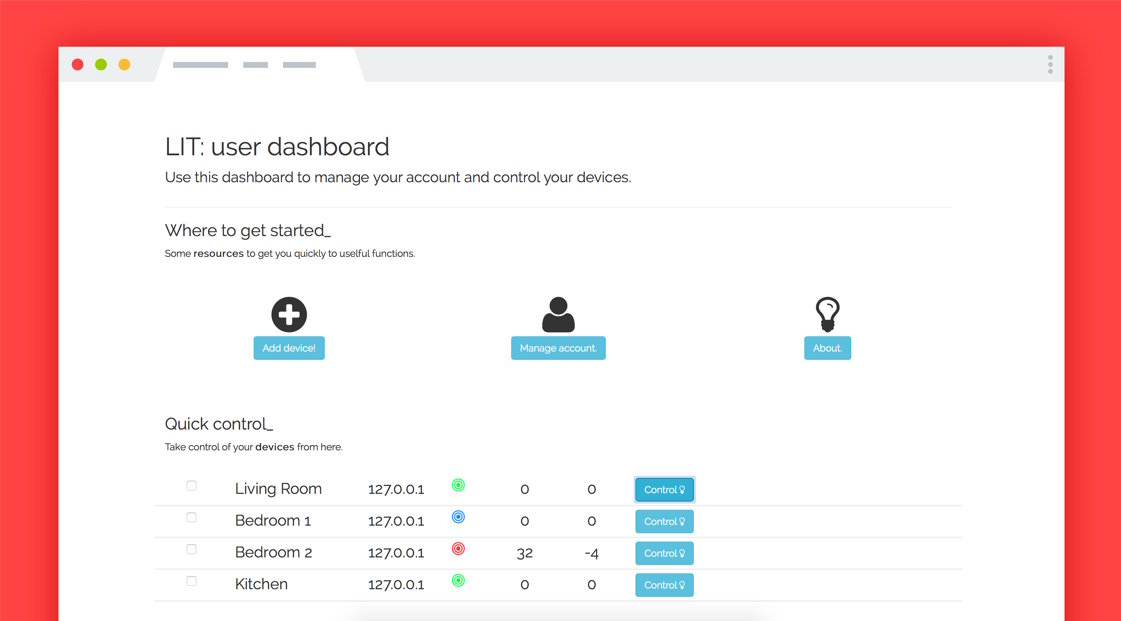 LIT: user dashboard
Use this dashboard to manage your account and control your devices.
Where to get started_
Some resources to get you quickly to uselful functions.
Add device! Manage account. About.
Quick control_
Take control of your devices from here.
Living Room 127.0.0.1 0 0 Control
Bedroom 1 127.0.0.1 0 0 Control
Bedroom 2 127.0.0.1 32 -4 Control
Kitchen 127.0.0.1 0 0 Control